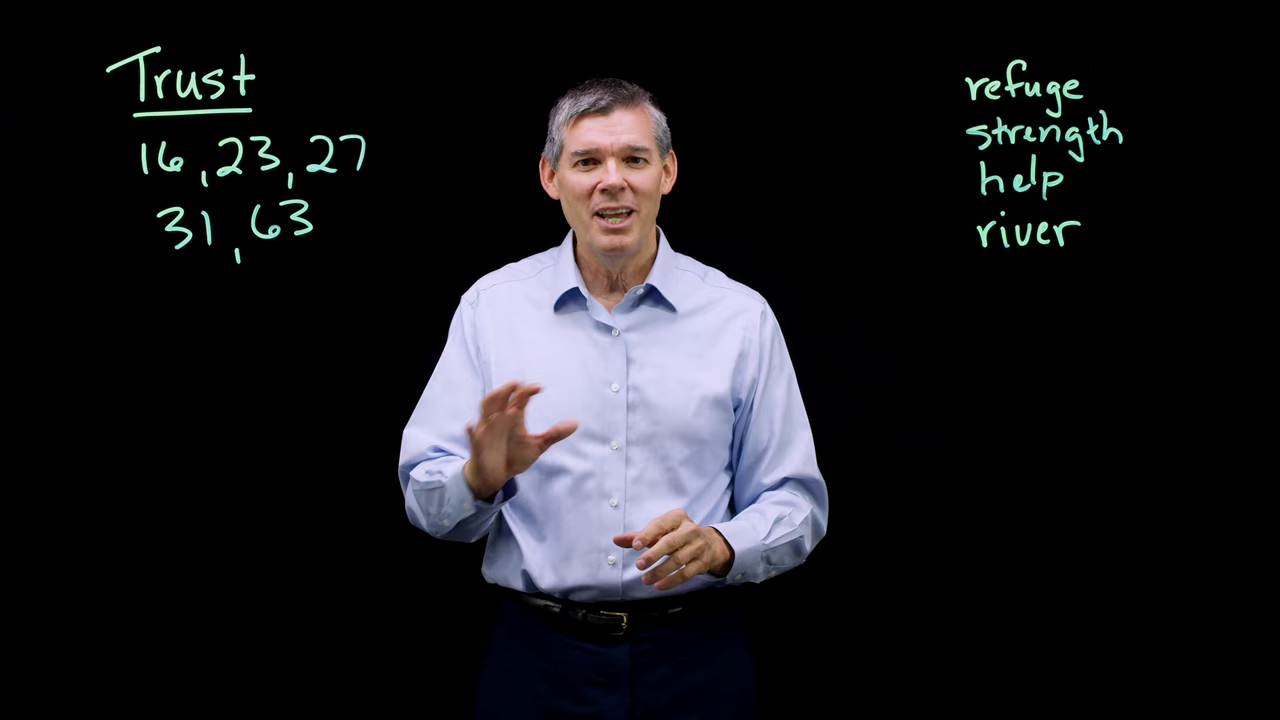 Trust
16, 23, 27
31, 63
refuge
strength
help
river